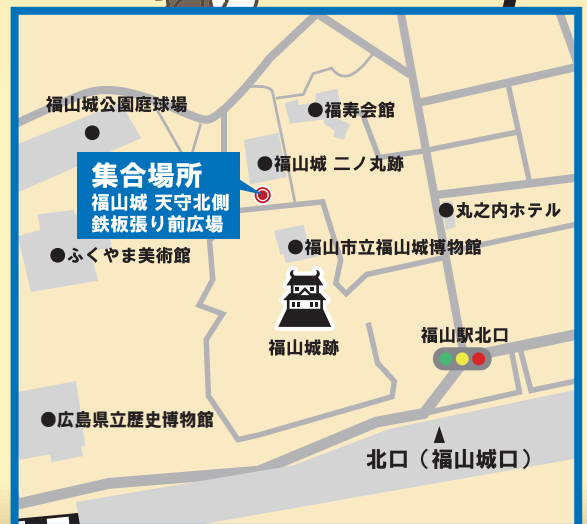 福山城公園庭球場
福寿会館
福山城 二ノ丸跡
集合場所
福山城 天守北側
鉄板張り前広場
丸之内ホテル
ふくやま美術館
福山市立福山城博物館
福山駅北口
福山城跡
広島県立歴史博物館
北口（福山城口）